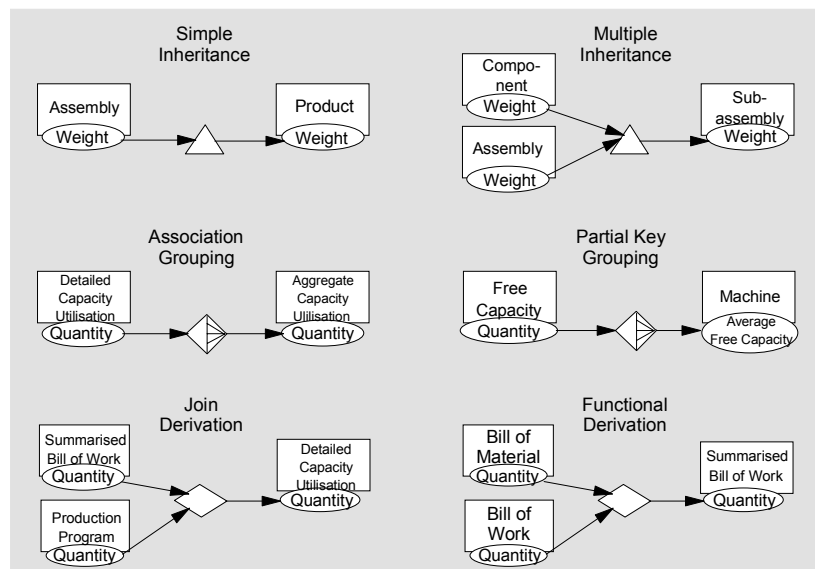 Simple
Inheritance
Assembly
Weight
Product
Weight
Multiple
Inheritance
Compo-
nent
Weight
Assembly
Weight
Sub-
assembly
Weight
Association
Grouping
Detailed
Capacity
Utilisation
Quantity
Aggregate
Capacity
Ulilisation
Quantity
Partial Key
Grouping
Free
Capacity
Quantity
Machine
Average
Free Capacity
Join
Derivation
Summarised
Bill of Work
Quantity
Production
Program
Quantity
Detailed
Capacity
Utilisation
Quantity
Functional
Derivation
Bill of
Material
Quantity
Bill of
Work
Quantity
Summarised
Bill of Work
Quantity